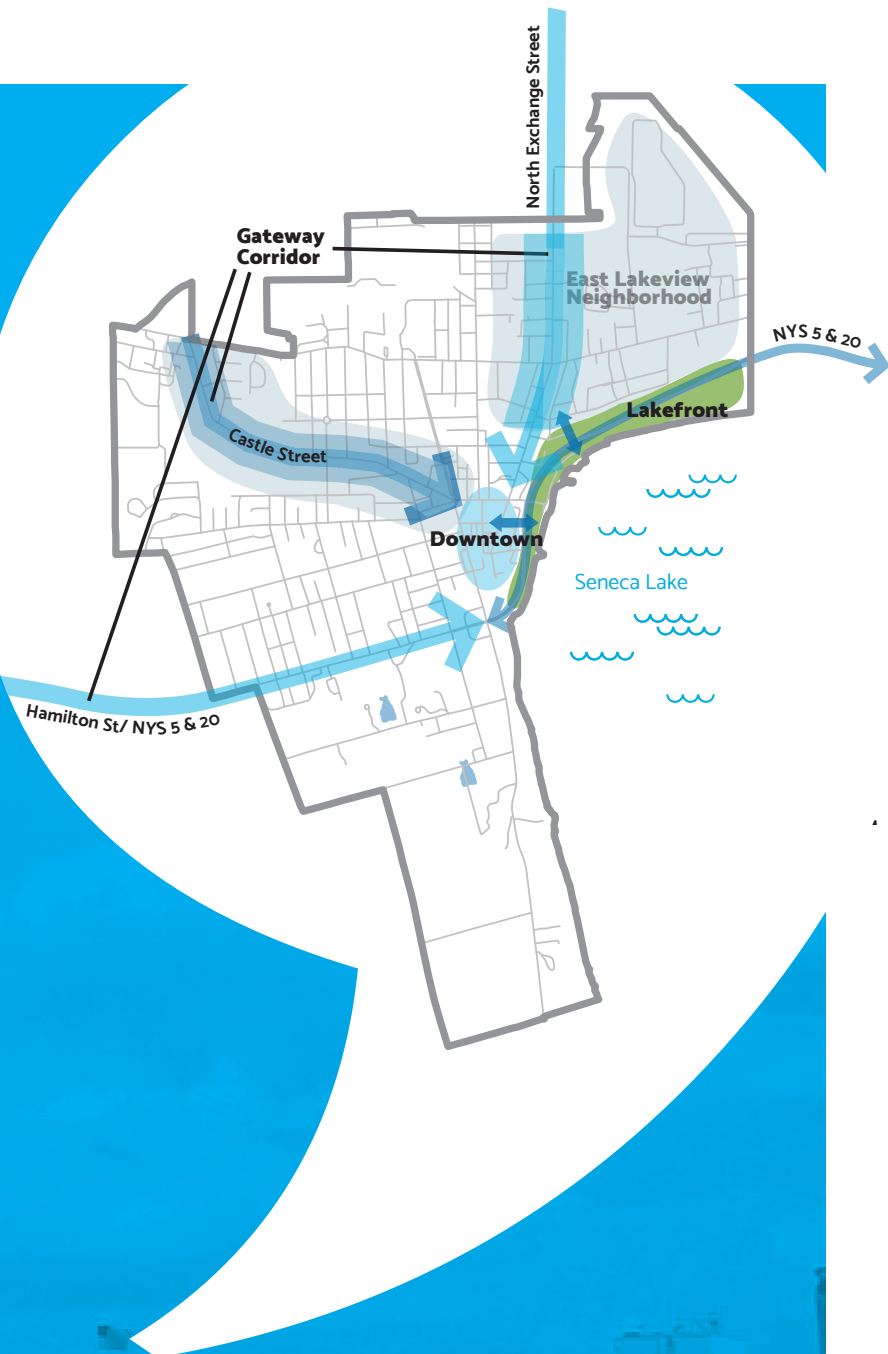 North Exchange Street
Gateway
Corridor
East Lakeview
Neighborhood
NYS 5 & 20
Lakefront
Castle Street
Downtown
Seneca Lake
Hamilton St/ NYS 5 & 20